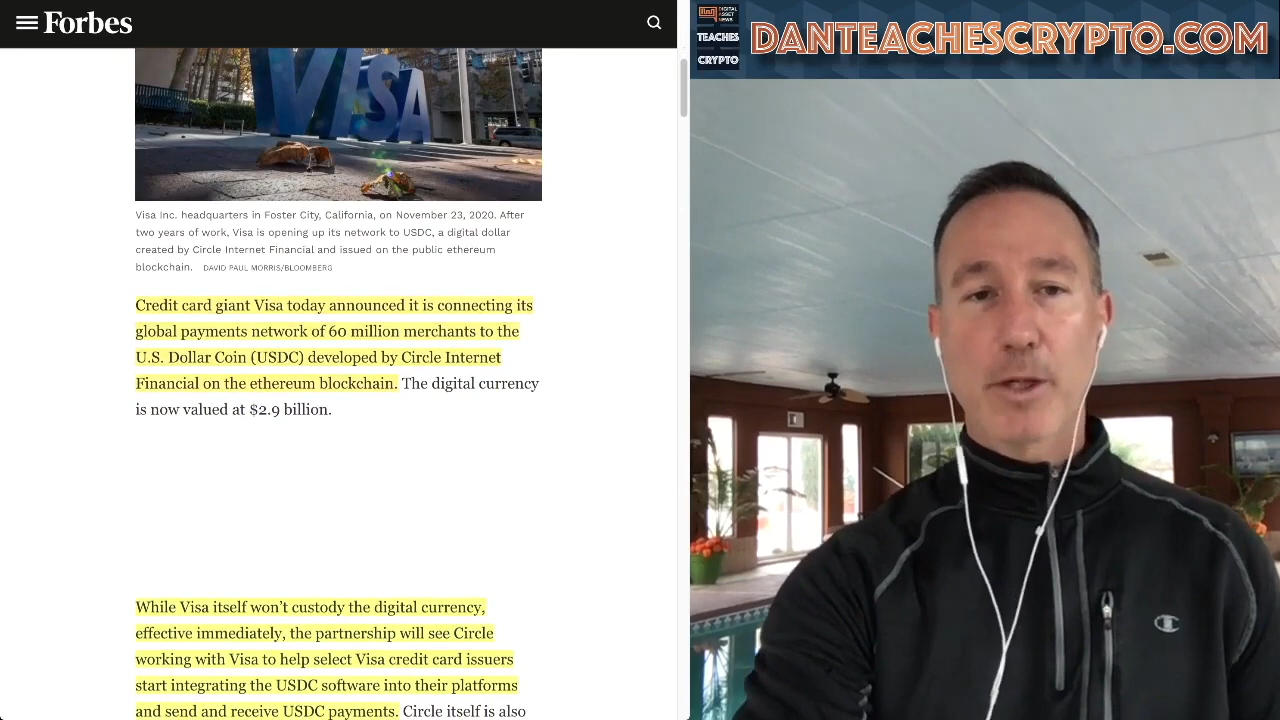 Forbes
VISA
Visa Inc. headquarters in Foster City, California, on November 23, 2020. After
two years of work, Visa is opening up its network to USDC, a digital dollar
created by Circle Internet Financial and issued on the public ethereum
blockchain. DAVID PAUL MORRIS/BLOOMBERG
Credit card giant Visa today announced it is connecting its
global payments network of 60 million merchants to the
U.S. Dollar Coin (USDC) developed by Circle Internet
Financial on the ethereum blockchain. The digital currency
is now valued at $2.9 billion.
While Visa itself won’t custody the digital currency,
effective immediately, the partnership will see Circle
working with Visa to help select Visa credit card issuers
start integrating the USDC software into their platforms
and send and receive USDC payments. Circle itself is also
DIGITAL
ASSET
NEWS
TEACHES
CRYPTO
DANTEACHESCRYPTO.COM